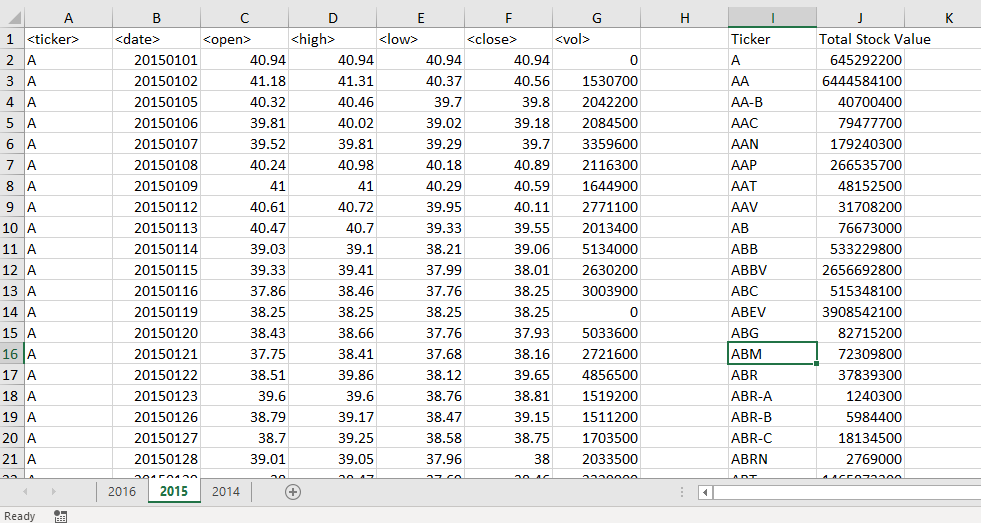 A B C D E F G H I J K
1 <ticker> <date> <open> <high> <low> <close> <vol> Ticker Total Stock Value
2 A 20150101 40.94 40.94 40.94 40.94 0 A 645292200
3 A 20150102 41.18 41.31 40.37 40.56 1530700 AA 6444584100
4 A 20150105 40.32 40.46 39.7 39.8 2042200 AA-B 40700400
5 A 20150106 39.81 40.02 39.02 39.18 2084500 AAC 79477700
6 A 20150107 39.52 39.81 39.29 39.7 3359600 AAN 179240300
7 A 20150108 40.24 40.98 40.18 40.89 2116300 AAP 266535700
8 A 20150109 41 41 40.29 40.59 1644900 AAT 48152500
9 A 20150112 40.61 40.72 39.95 40.11 2771100 AAV 31708200
10 A 20150113 40.47 40.7 39.33 39.55 2013400 AB 76673000
11 A 20150114 39.03 39.1 38.21 39.06 5134000 ABB 533229800
12 A 20150115 39.33 39.41 37.99 38.01 2630200 ABBV 2656692800
13 A 20150116 37.86 38.46 37.76 38.25 3003900 ABC 515348100
14 A 20150119 38.25 38.25 38.25 38.25 0 ABEV 3908542100
15 A 20150120 38.43 38.66 37.76 37.93 5033600 ABG 82715200
16 A 20150121 37.75 38.41 37.68 38.16 2721600 ABM 72309800
17 A 20150122 38.51 39.86 38.12 39.65 4856500 ABR 37839300
18 A 20150123 39.6 39.6 38.76 38.81 1519200 ABR-A 1240300
19 A 20150126 38.79 39.17 38.47 39.15 1511200 ABR-B 5984400
20 A 20150127 38.7 39.25 38.58 38.75 1703500 ABR-C 18134500
21 A 20150128 39.01 39.05 37.96 38 2033500 ABRN 2769000
2016 2015 2014
Ready